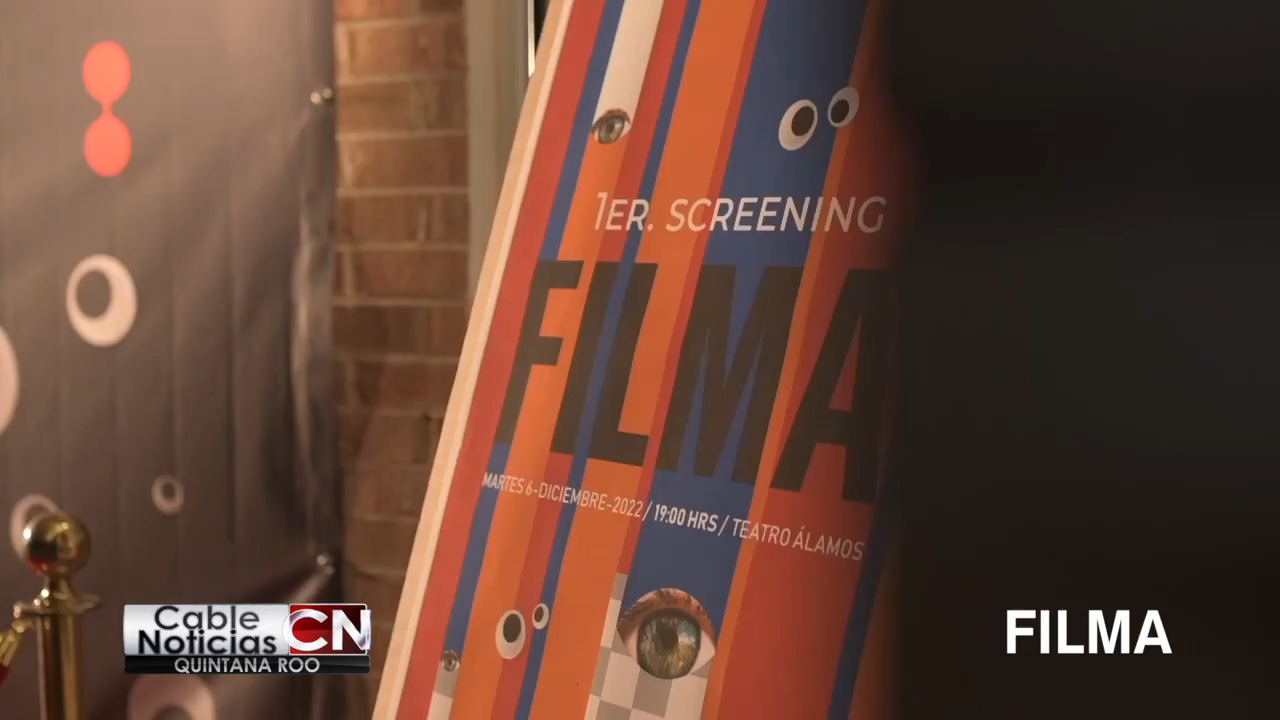 1ER. SCREENING
FILMA
MARTES 6-DICIEMBRE-2022 / 19:00 HRS / TEATRO ÁLAMOS
Cable
Noticias CN
QUINTANA ROO
FILMA